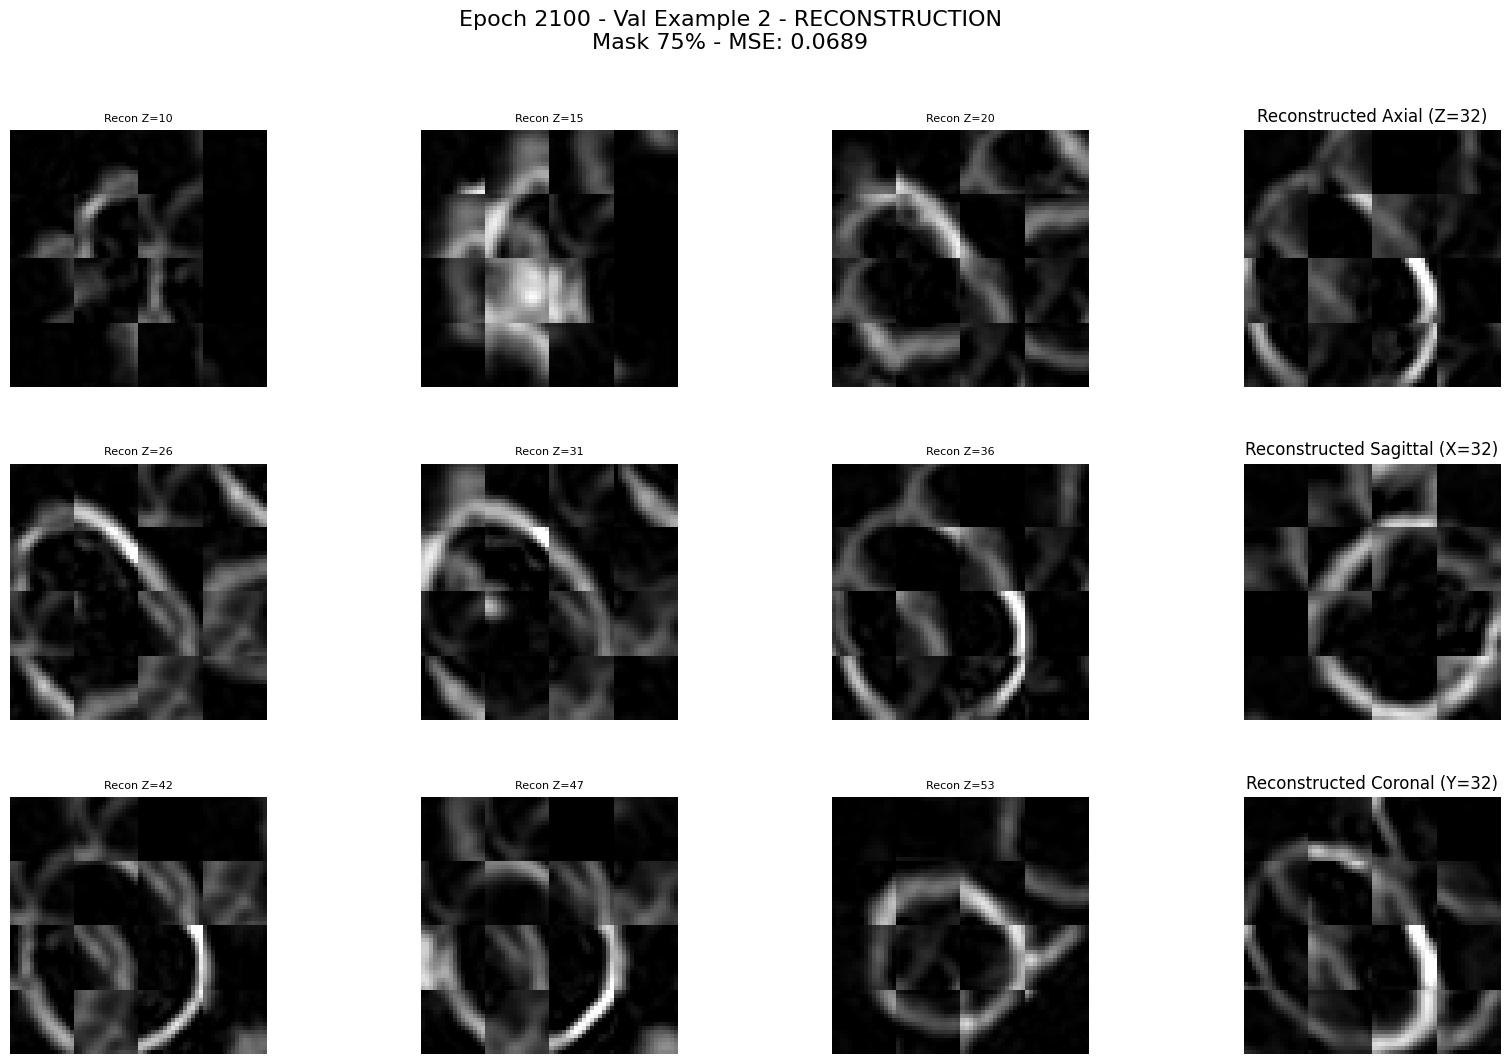 Epoch 2100 - Val Example 2 - RECONSTRUCTION
Mask 75% - MSE: 0.0689
Recon Z=10
Recon Z=15
Recon Z=20
Reconstructed Axial (Z=32)
Recon Z=26
Recon Z=31
Recon Z=36
Reconstructed Sagittal (X=32)
Recon Z=42
Recon Z=47
Recon Z=53
Reconstructed Coronal (Y=32)